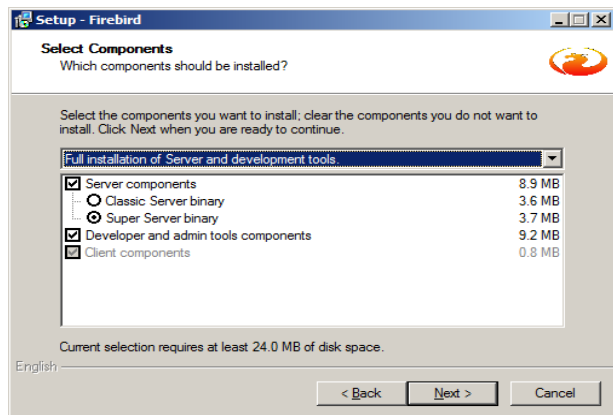 Setup - Firebird
Select Components
Which components should be installed?
Select the components you want to install; clear the components you do not want to
install. Click Next when you are ready to continue.
Full installation of Server and development tools.
Server components 8.9 MB
Classic Server binary 3.6 MB
Super Server binary 3.7 MB
Developer and admin tools components 9.2 MB
Client components 0.8 MB
Current selection requires at least 24.0 MB of disk space.
English
< Back Next > Cancel